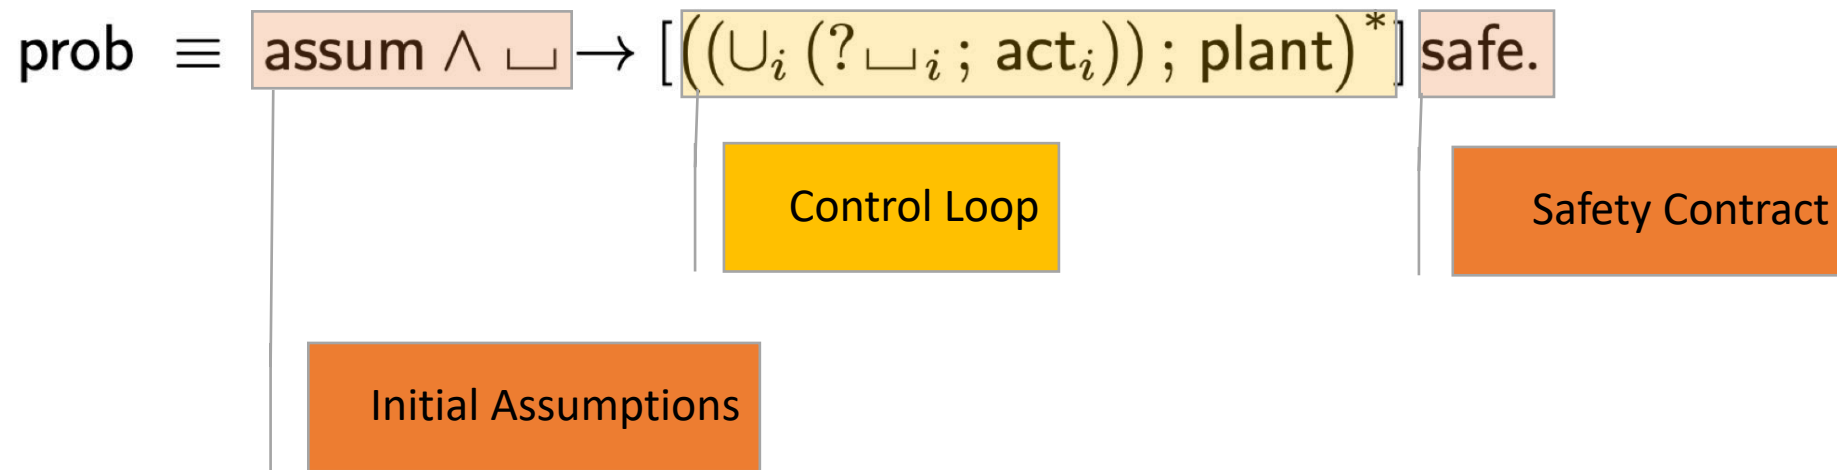 prob ≡ assum ∧ ⌴ → [((∪ᵢ (?⌴ᵢ ; actᵢ)) ; plant)*] safe.
Control Loop
Safety Contract
Initial Assumptions